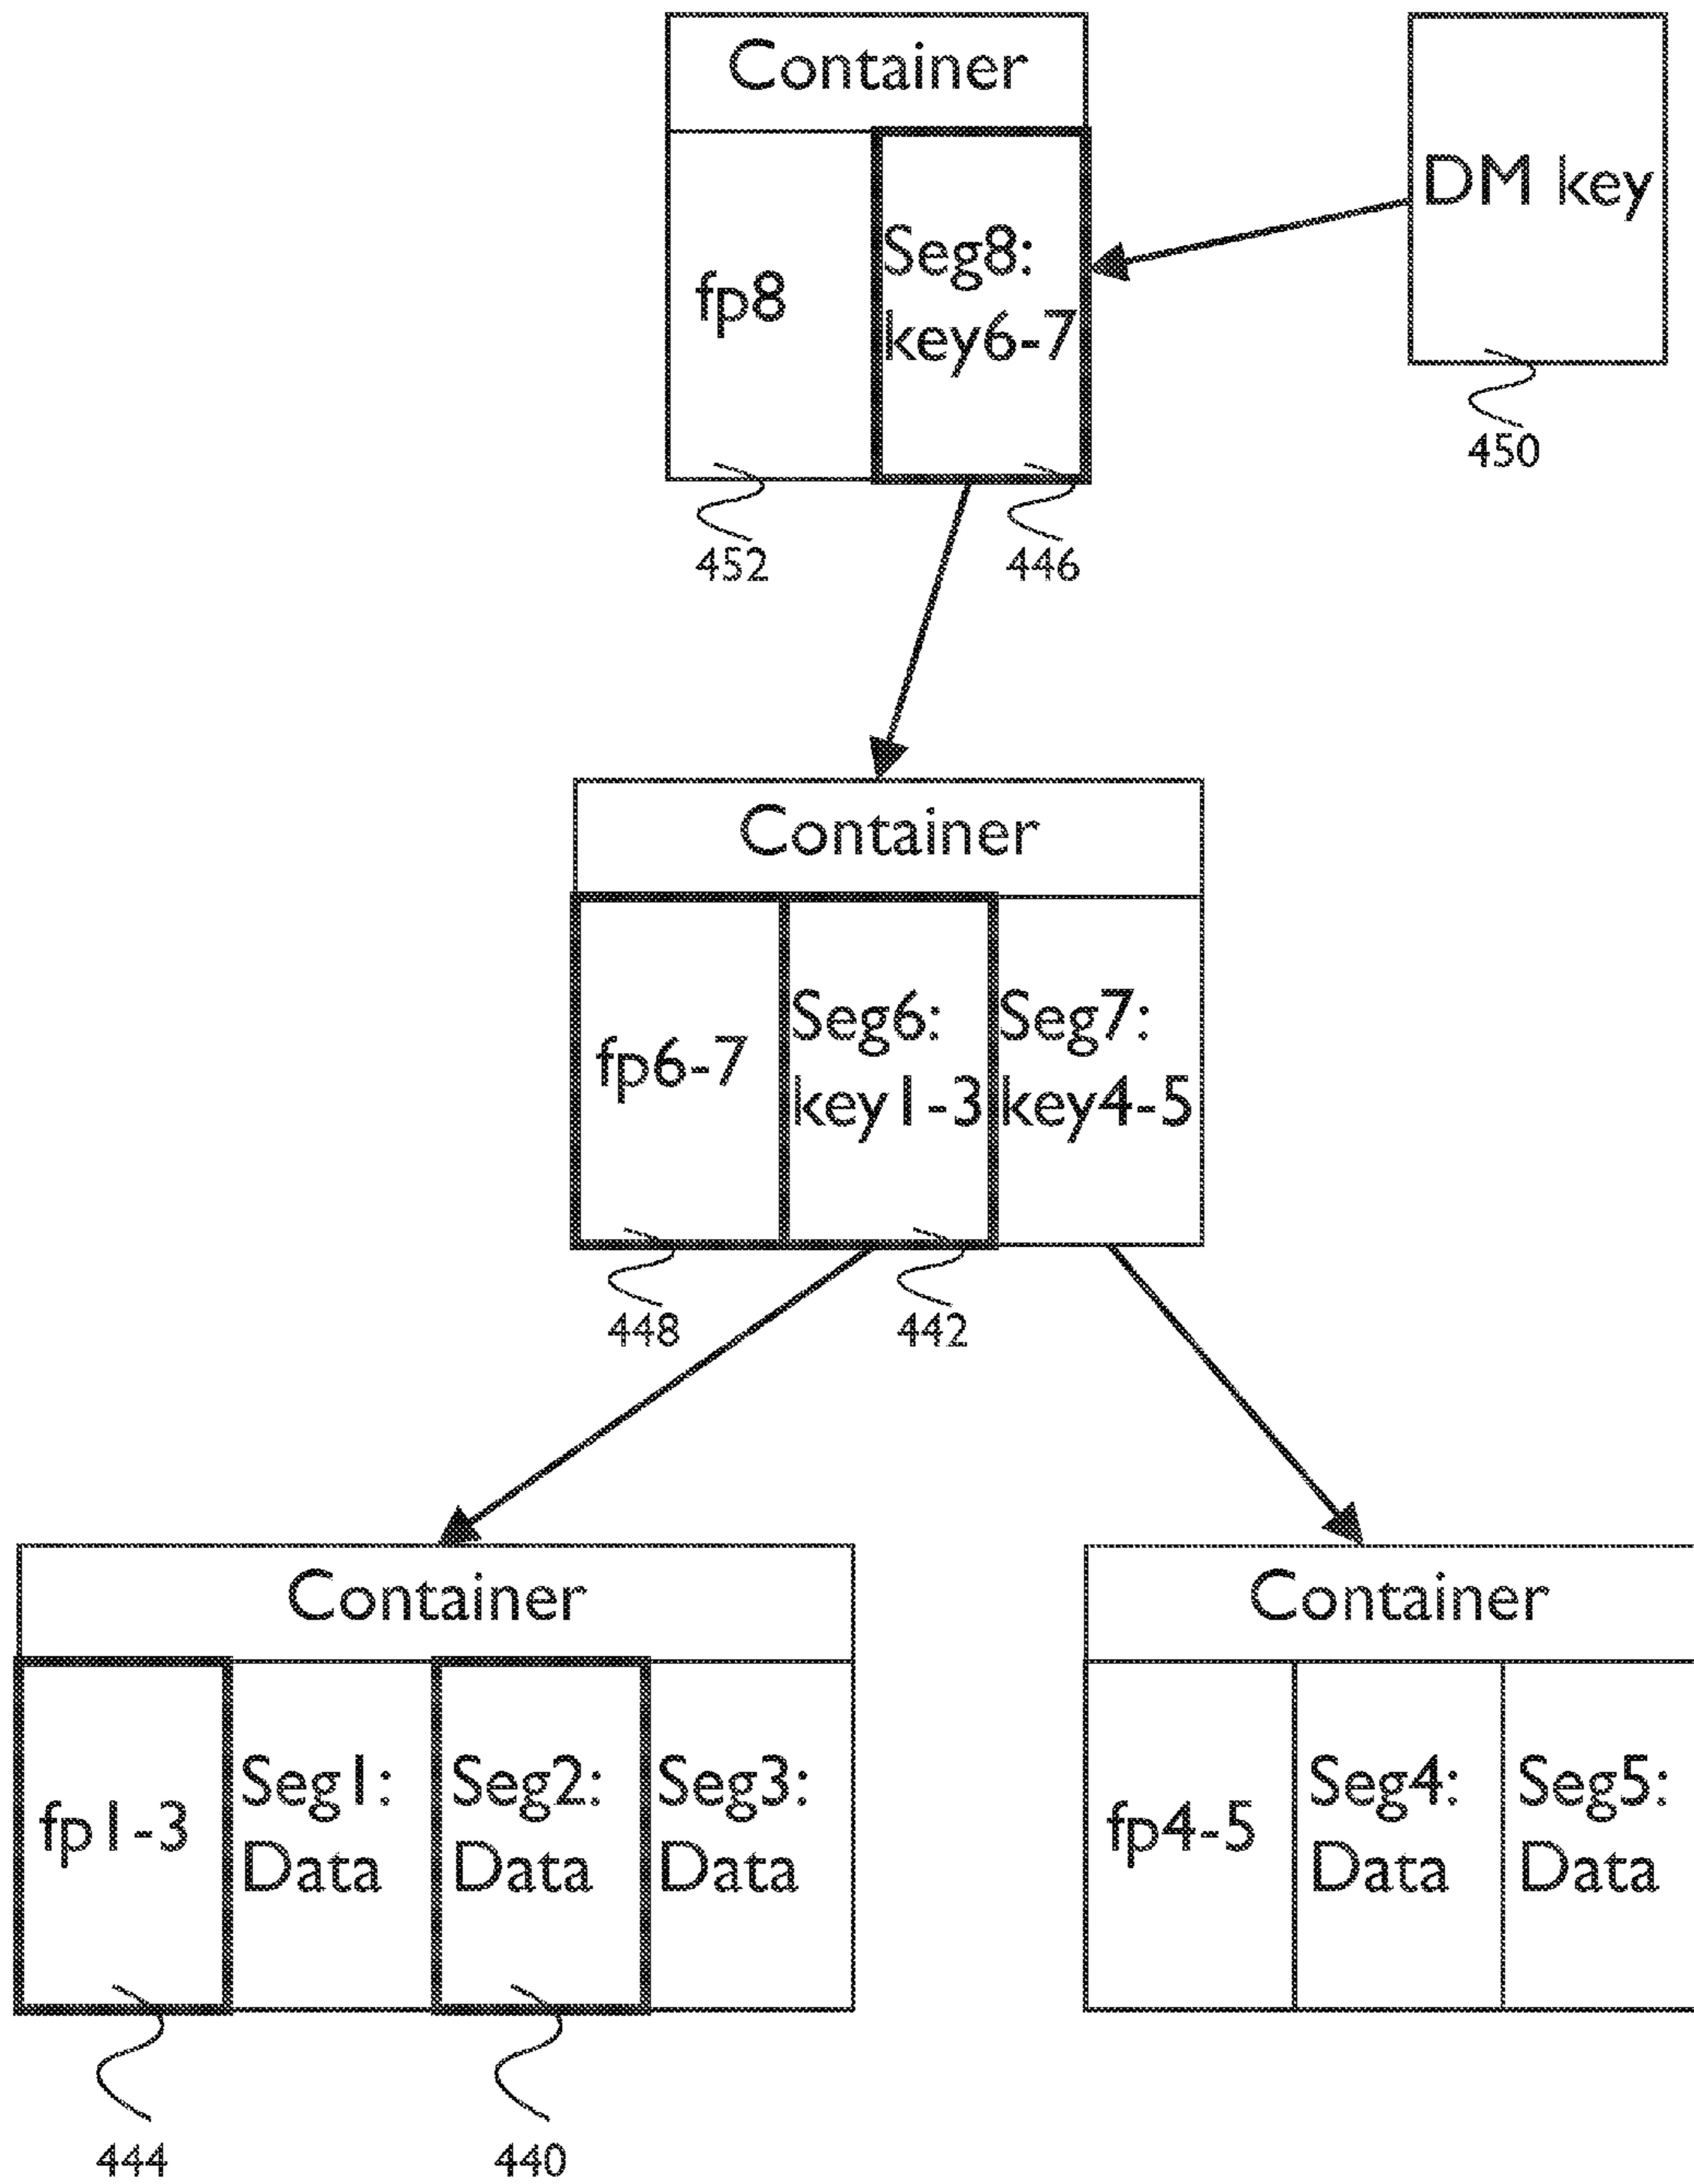 Container
DM key
fp8
Seg8:
key6-7
450
452
446
Container
fp6-7
Seg6:
key1-3
Seg7:
key4-5
448
442
Container
fp1-3
Seg1:
Data
Seg2:
Data
Seg3:
Data
Container
fp4-5
Seg4:
Data
Seg5:
Data
444
440